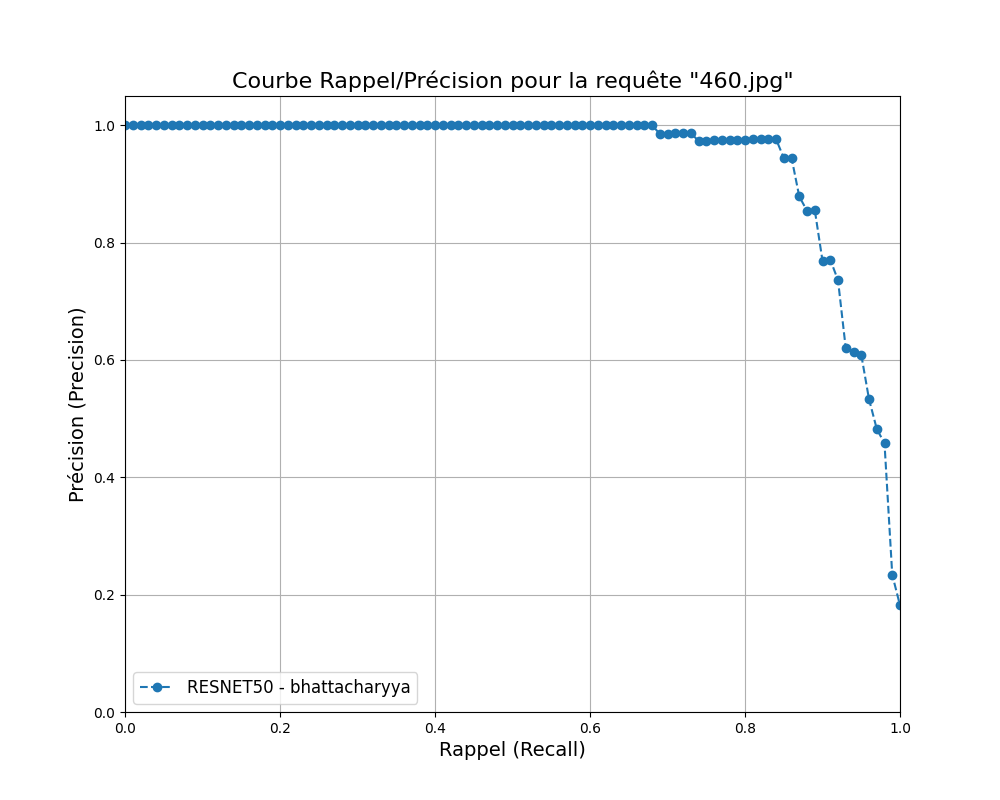 Courbe Rappel/Précision pour la requête "460.jpg"
Précision (Precision)
1.0
0.8
0.6
0.4
0.2
0.0
RESNET50 - bhattacharyya
0.0 0.2 0.4 0.6 0.8 1.0
Rappel (Recall)